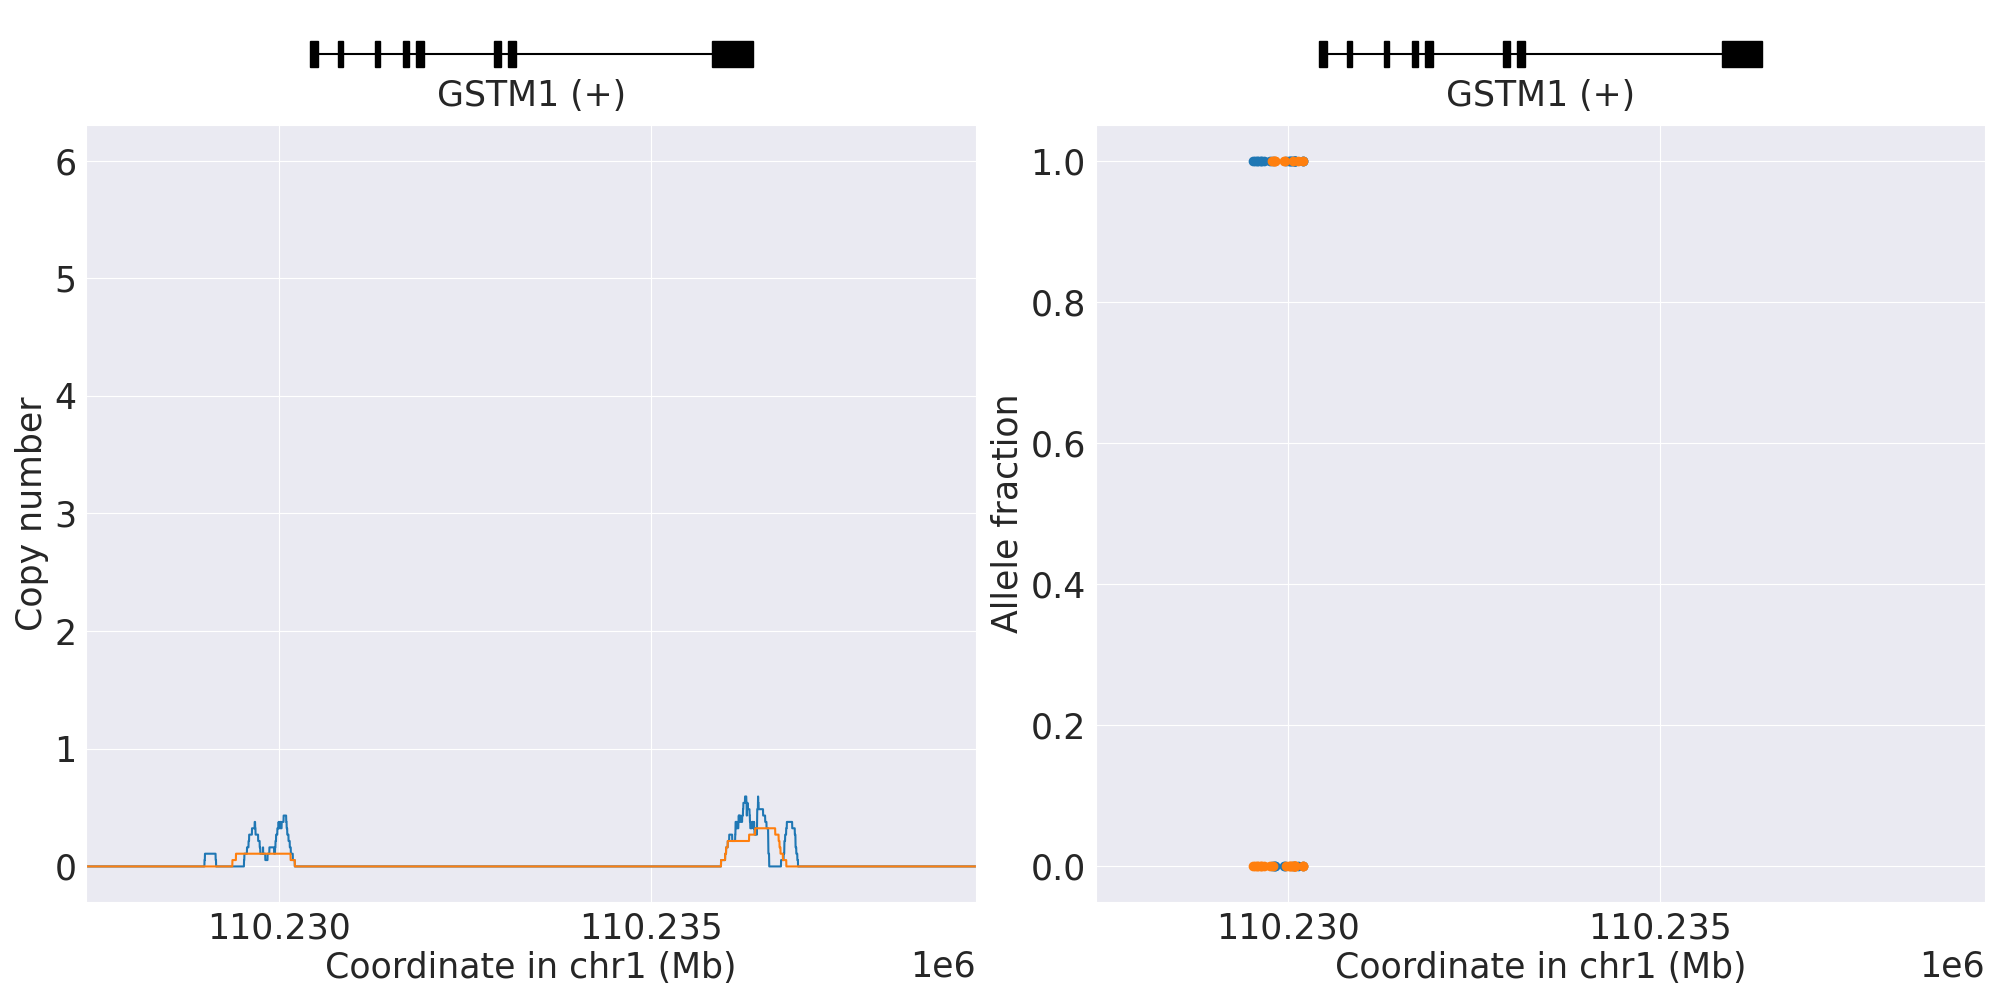 GSTM1 (+)
GSTM1 (+)
Copy number
6
5
4
3
2
1
0
110.230
110.235
Coordinate in chr1 (Mb)
1e6
Allele fraction
1.0
0.8
0.6
0.4
0.2
0.0
110.230
110.235
Coordinate in chr1 (Mb)
1e6